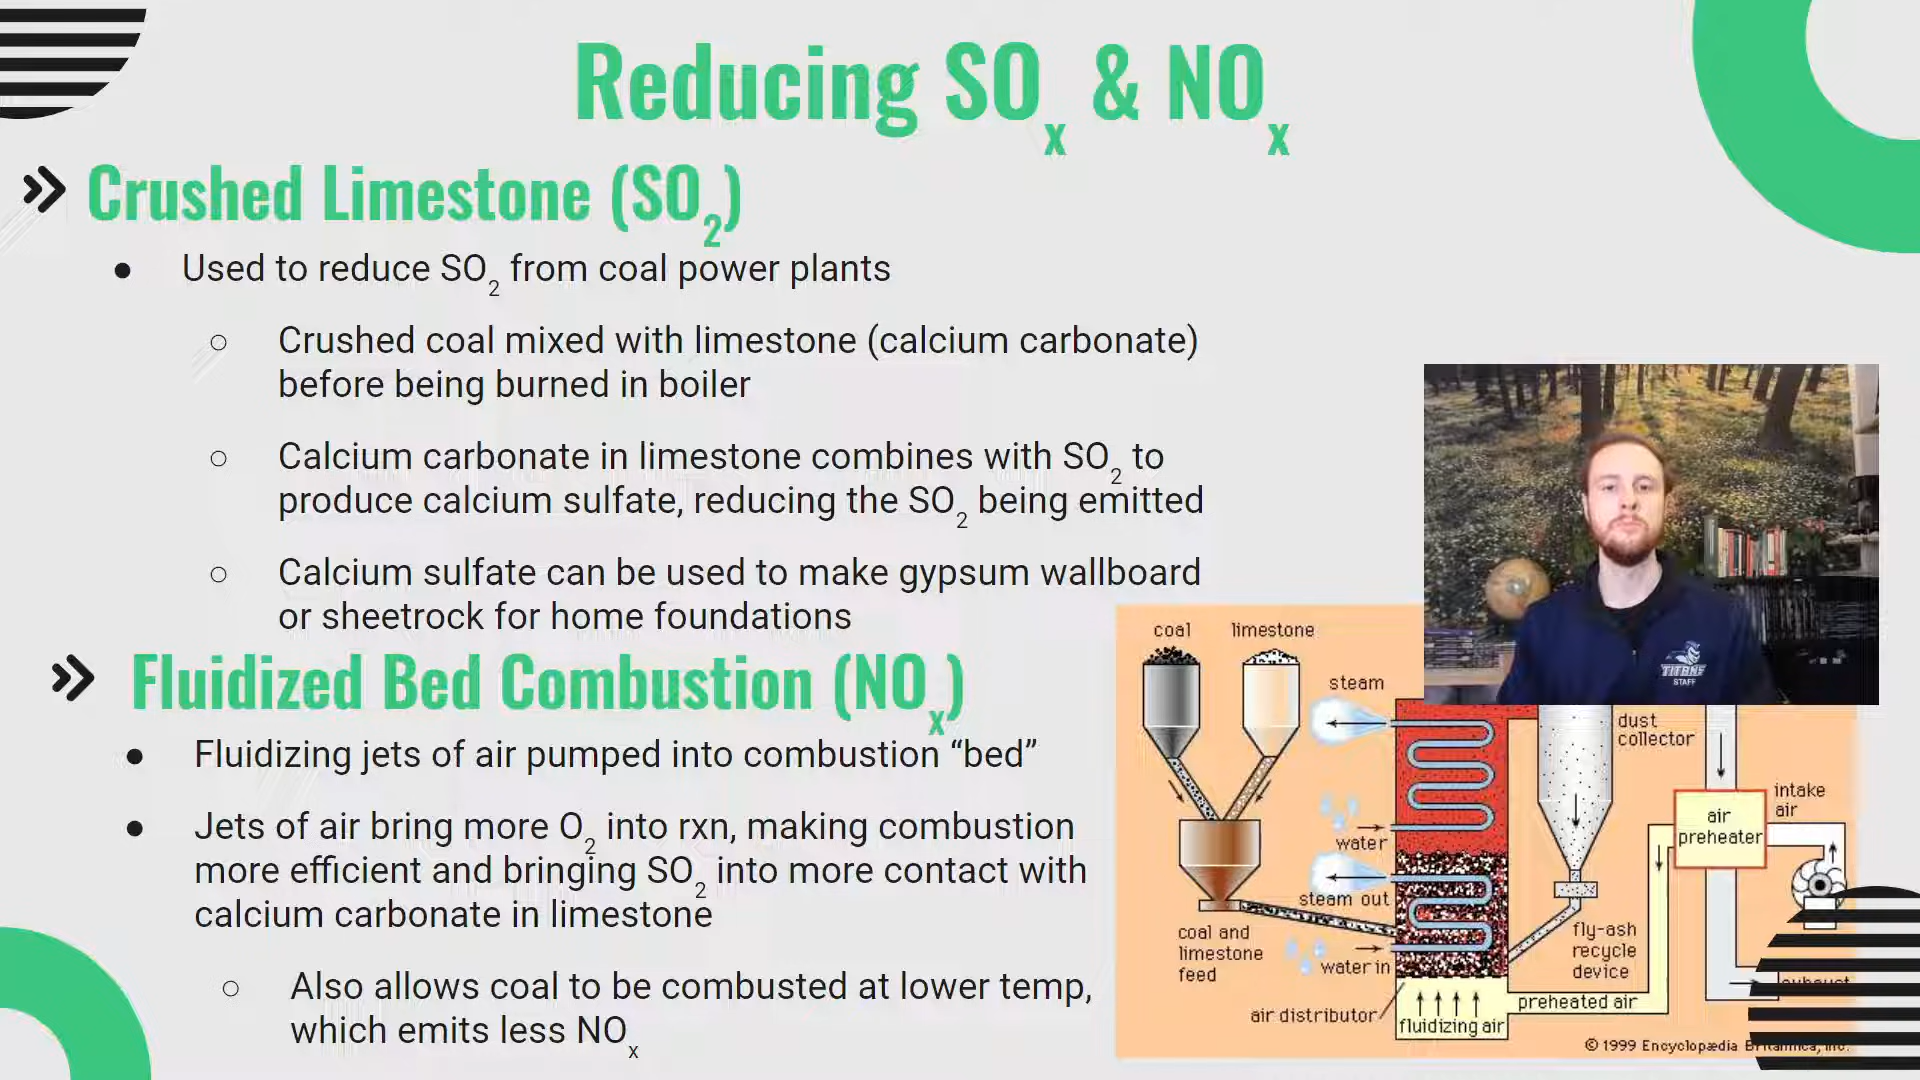 Reducing SOx & NOx
Crushed Limestone (SO2)
Used to reduce SO2 from coal power plants
Crushed coal mixed with limestone (calcium carbonate)
before being burned in boiler
Calcium carbonate in limestone combines with SO2 to
produce calcium sulfate, reducing the SO2 being emitted
Calcium sulfate can be used to make gypsum wallboard
or sheetrock for home foundations
Fluidized Bed Combustion (NOx)
Fluidizing jets of air pumped into combustion “bed”
Jets of air bring more O2 into rxn, making combustion
more efficient and bringing SO2 into more contact with
calcium carbonate in limestone
Also allows coal to be combusted at lower temp,
which emits less NOx
TITANS
STAFF
coal
limestone
steam
water
steam out
water in
coal and
limestone
feed
air distributor
fluidizing air
preheated air
dust
collector
fly-ash
recycle
device
air
preheater
intake
air
exhaust
© 1999 Encyclopædia Britannica, Inc.